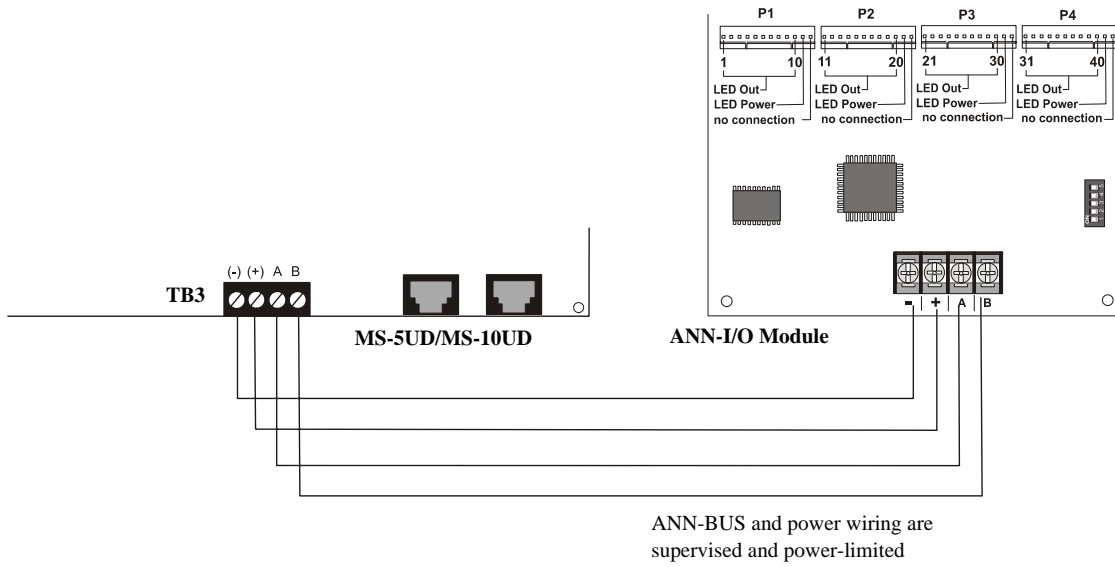 P1 P2 P3 P4
1 10 11 20 21 30 31 40
LED Out LED Out LED Out LED Out
LED Power LED Power LED Power LED Power
no connection no connection no connection no connection
(-) (+) A B
TB3
- + A B
MS-5UD/MS-10UD
ANN-I/O Module
ANN-BUS and power wiring are
supervised and power-limited